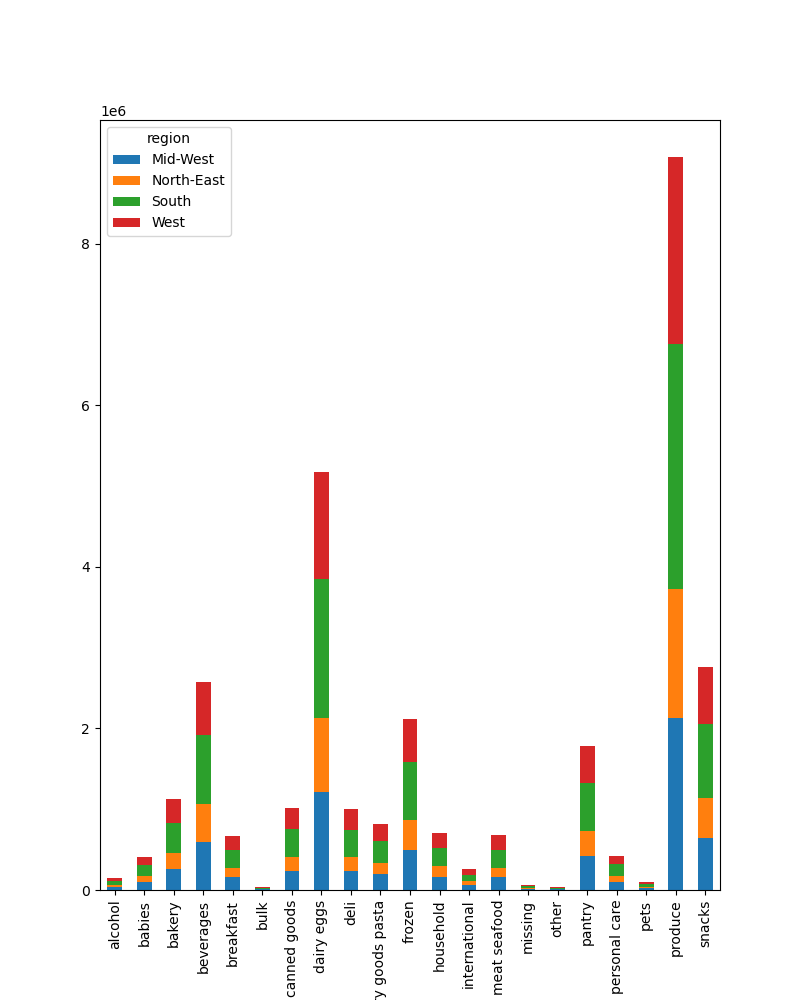 1e6
region
Mid-West
North-East
South
West
8
6
4
2
0
alcohol
babies
bakery
beverages
breakfast
bulk
canned goods
dairy eggs
deli
y goods pasta
frozen
household
international
meat seafood
missing
other
pantry
personal care
pets
produce
snacks